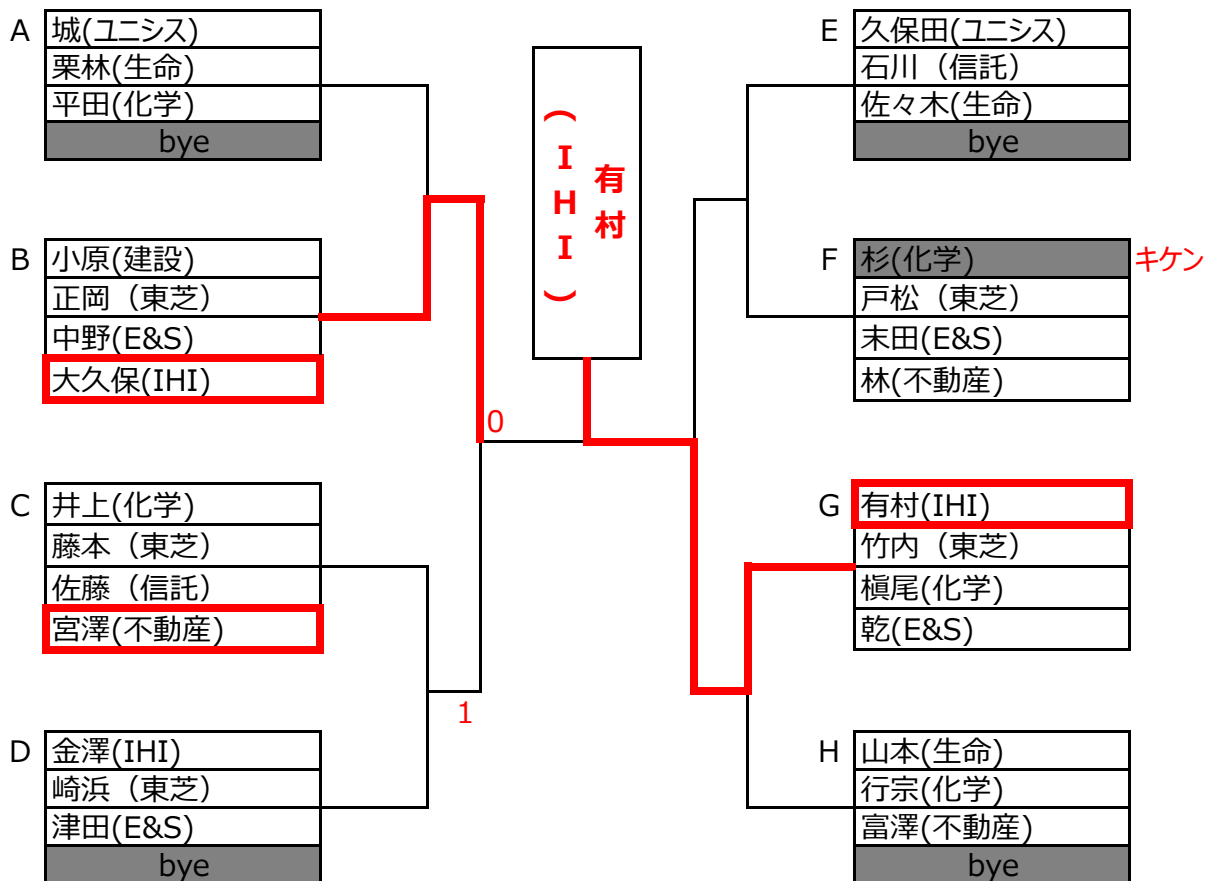 A
城(ユニシス)
栗林(生命)
平田(化学)
bye
B
小原(建設)
正岡（東芝）
中野(E&S)
大久保(IHI)
C
井上(化学)
藤本（東芝）
佐藤（信託）
宮澤(不動産)
D
金澤(IHI)
崎浜（東芝）
津田(E&S)
bye
0
1
有村
（IHI）
E
久保田(ユニシス)
石川（信託）
佐々木(生命)
bye
F
杉(化学) キケン
戸松（東芝）
末田(E&S)
林(不動産)
G
有村(IHI)
竹内（東芝）
槇尾(化学)
乾(E&S)
H
山本(生命)
行宗(化学)
富澤(不動産)
bye